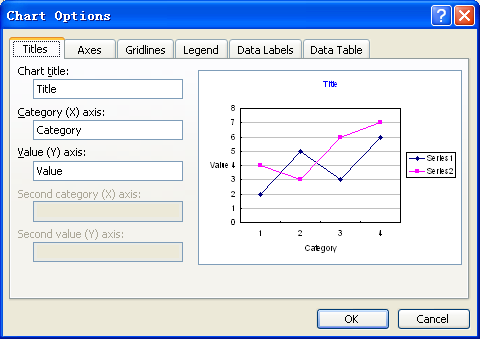 Chart Options
Titles Axes Gridlines Legend Data Labels Data Table
Chart title:
Title
Category (X) axis:
Category
Value (Y) axis:
Value
Second category (X) axis:
Second value (Y) axis:
Title
8
7
6
5
Value 4
3
2
1
0
1 2 3 4
Category
Series1
Series2
OK Cancel